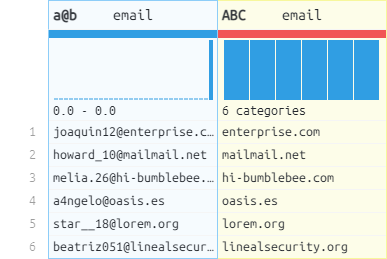 a@b email ABC email
0.0 - 0.0 6 categories
1 joaquin12@enterprise.c… enterprise.com
2 howard_10@mailmail.net mailmail.net
3 melia.26@hi-bumblebee.… hi-bumblebee.com
4 a4ngelo@oasis.es oasis.es
5 star__18@lorem.org lorem.org
6 beatriz051@linealsecur… linealsecurity.org